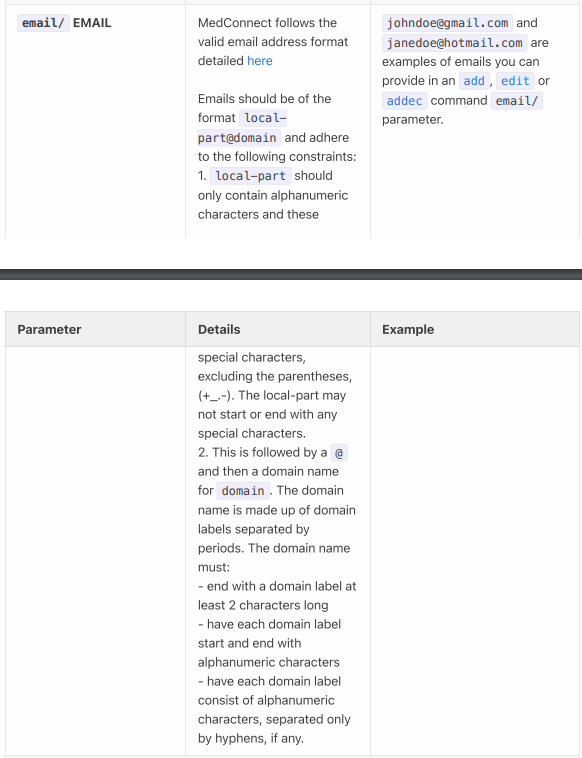 email/ EMAIL
MedConnect follows the
valid email address format
detailed here
Emails should be of the
format local-
part@domain and adhere
to the following constraints:
1. local-part should
only contain alphanumeric
characters and these
johndoe@gmail.com and
janedoe@hotmail.com are
examples of emails you can
provide in an add , edit or
addec command email/
parameter.
Parameter
Details
Example
special characters,
excluding the parentheses,
(+_.-). The local-part may
not start or end with any
special characters.
2. This is followed by a @
and then a domain name
for domain . The domain
name is made up of domain
labels separated by
periods. The domain name
must:
- end with a domain label at
least 2 characters long
- have each domain label
start and end with
alphanumeric characters
- have each domain label
consist of alphanumeric
characters, separated only
by hyphens, if any.